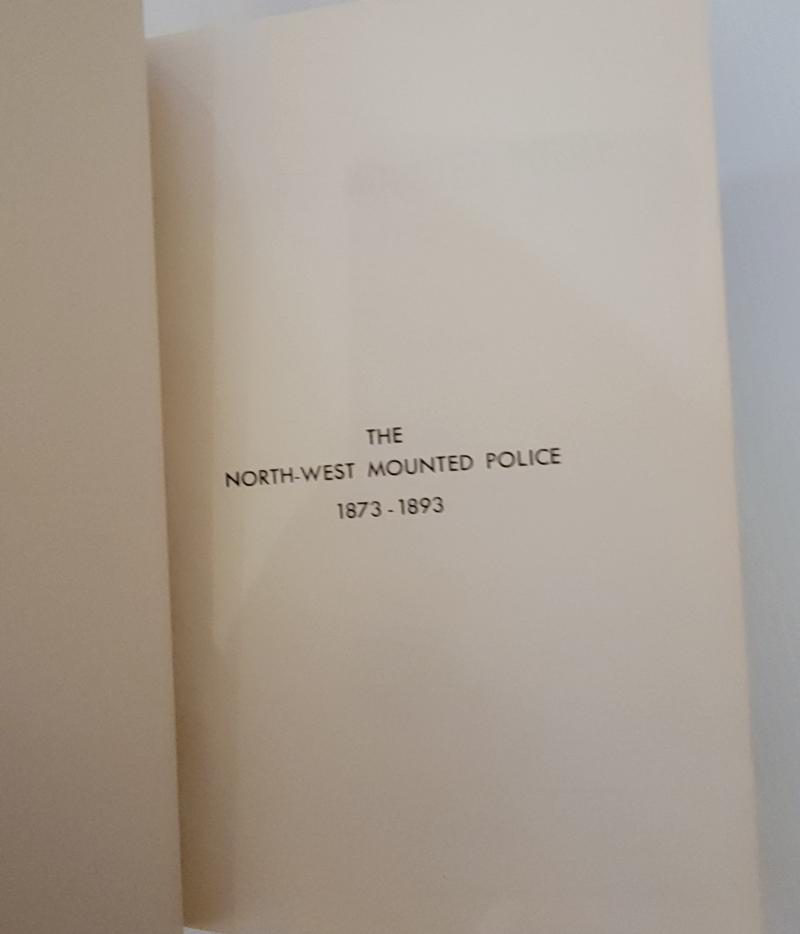 THE
NORTH-WEST MOUNTED POLICE
1873-1893